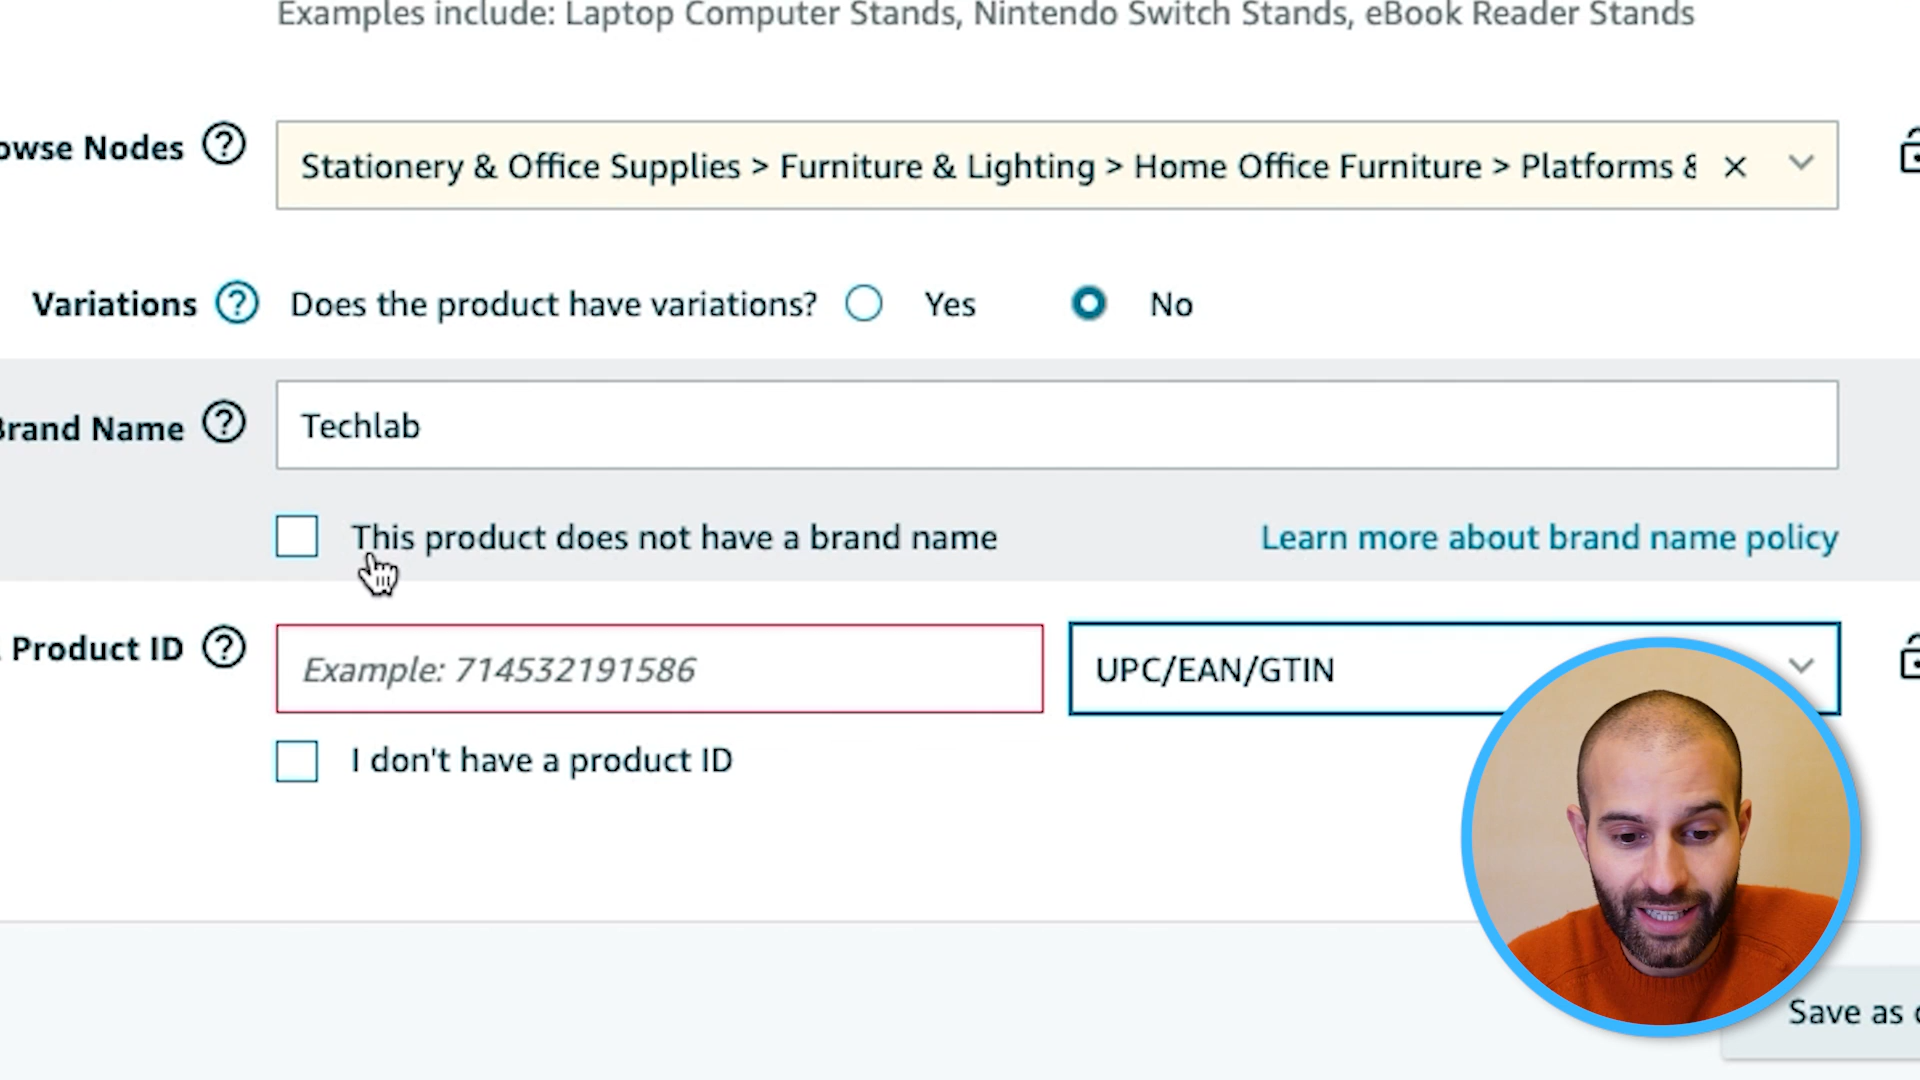 Examples include: Laptop Computer Stands, Nintendo Switch Stands, eBook Reader Stands
owse Nodes
Stationery & Office Supplies > Furniture & Lighting > Home Office Furniture > Platforms &
Variations ? Does the product have variations? Yes No
Brand Name ? Techlab
This product does not have a brand name Learn more about brand name policy
Product ID ? Example: 714532191586 UPC/EAN/GTIN
I don't have a product ID
Save as